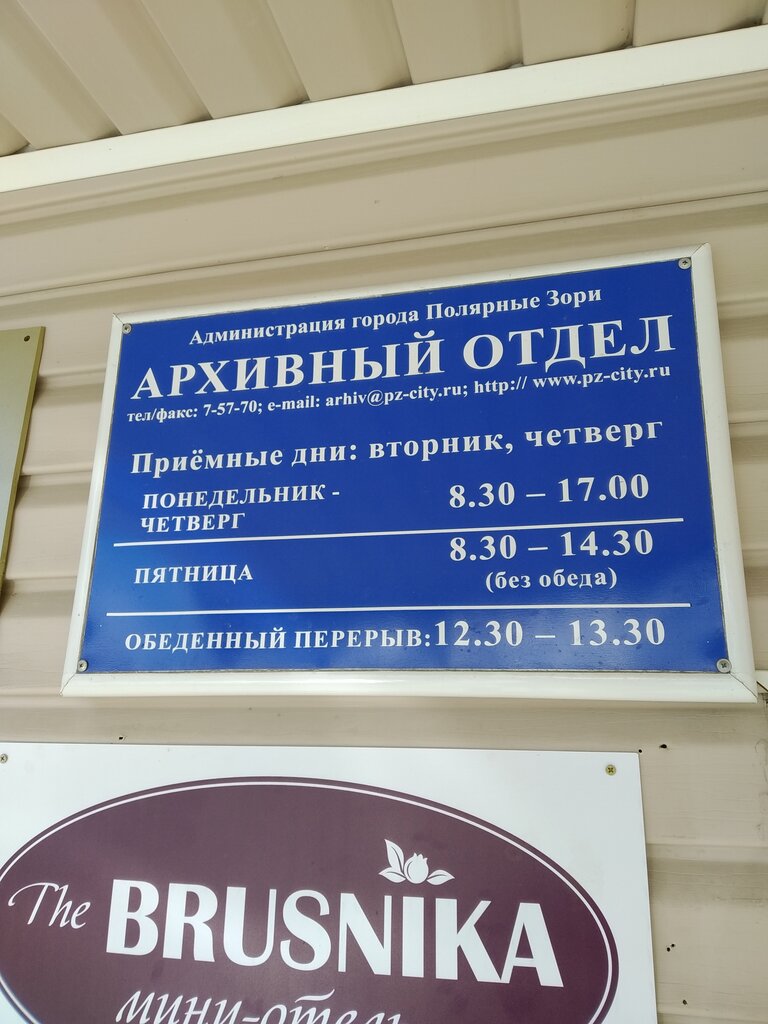 Администрация города Полярные Зори
АРХИВНЫЙ ОТДЕЛ
тел/факс: 7-57-70; e-mail: arhiv@pz-city.ru; http:// www.pz-city.ru
Приёмные дни: вторник, четверг
ПОНЕДЕЛЬНИК - 8.30 – 17.00
ЧЕТВЕРГ
ПЯТНИЦА 8.30 – 14.30
(без обеда)
ОБЕДЕННЫЙ ПЕРЕРЫВ: 12.30 – 13.30
The BRUSNIKA
мини-отель